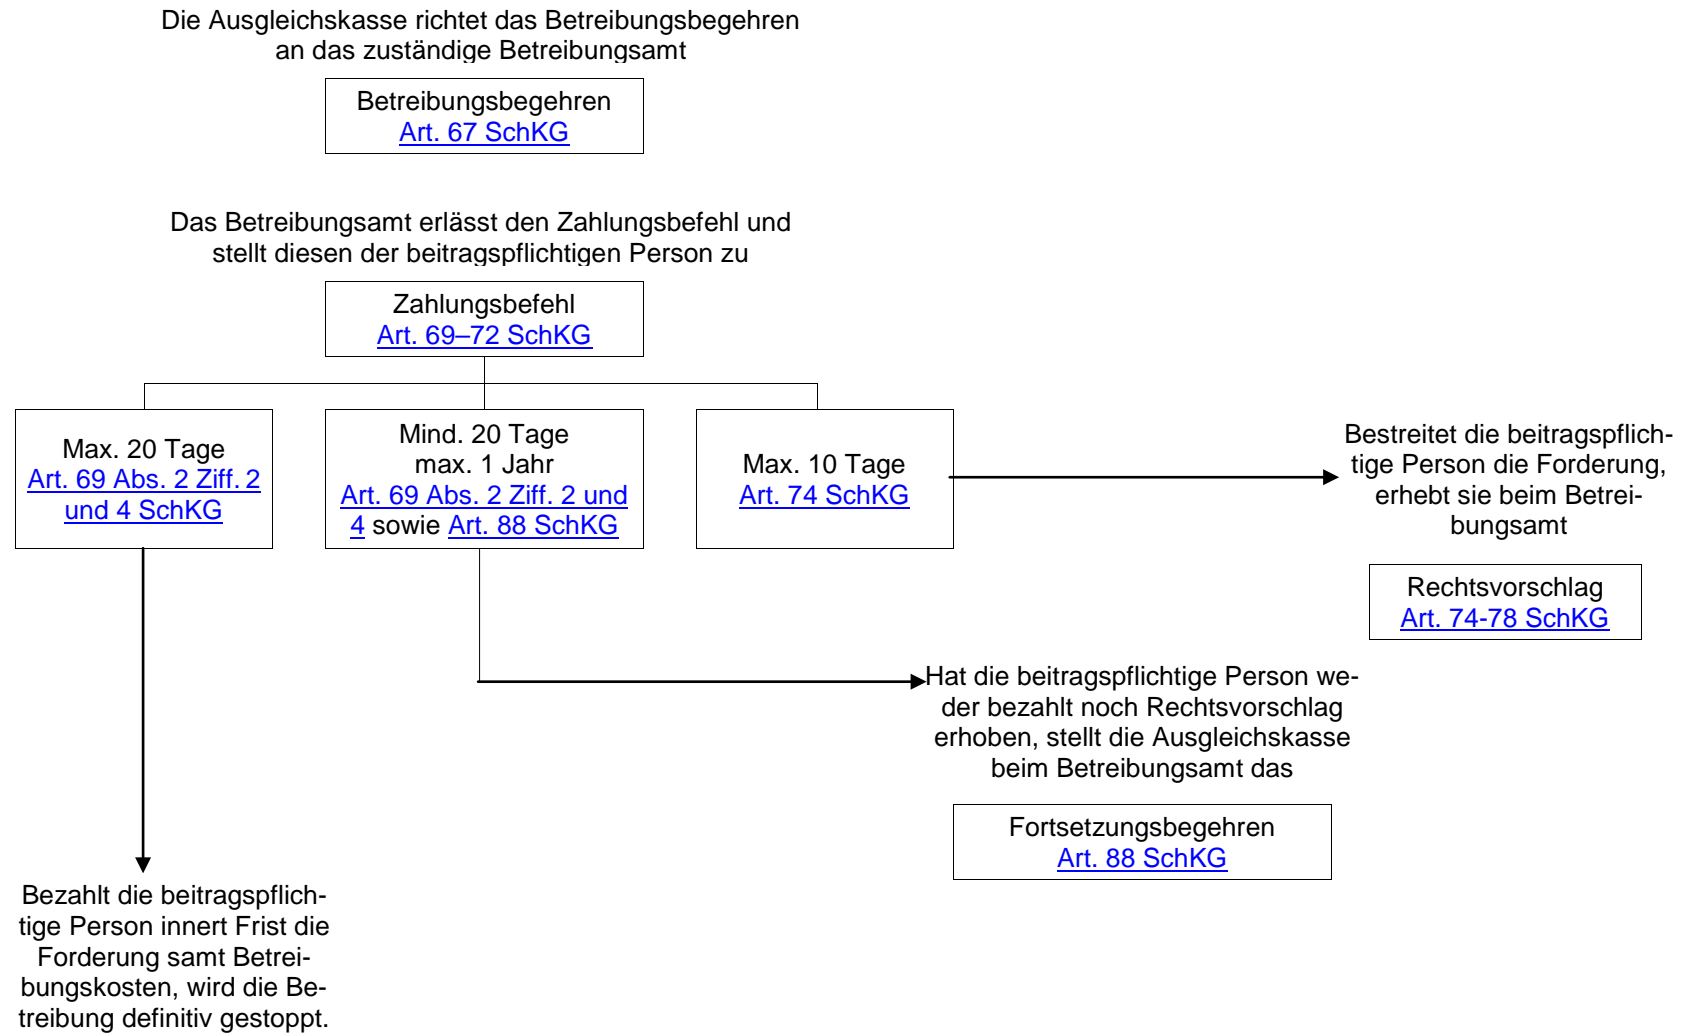 Die Ausgleichskasse richtet das Betreibungsbegehren
an das zuständige Betreibungsamt
Betreibungsbegehren
Art. 67 SchKG
Das Betreibungsamt erlässt den Zahlungsbefehl und
stellt diesen der beitragspflichtigen Person zu
Zahlungsbefehl
Art. 69–72 SchKG
Max. 20 Tage
Art. 69 Abs. 2 Ziff. 2
und 4 SchKG
Mind. 20 Tage
max. 1 Jahr
Art. 69 Abs. 2 Ziff. 2 und
4 sowie Art. 88 SchKG
Max. 10 Tage
Art. 74 SchKG
Bestreitet die beitragspflich-
tige Person die Forderung,
erhebt sie beim Betrei-
bungsamt
Rechtsvorschlag
Art. 74-78 SchKG
Hat die beitragspflichtige Person we-
der bezahlt noch Rechtsvorschlag
erhoben, stellt die Ausgleichskasse
beim Betreibungsamt das
Fortsetzungsbegehren
Art. 88 SchKG
Bezahlt die beitragspflich-
tige Person innert Frist die
Forderung samt Betrei-
bungskosten, wird die Be-
treibung definitiv gestoppt.